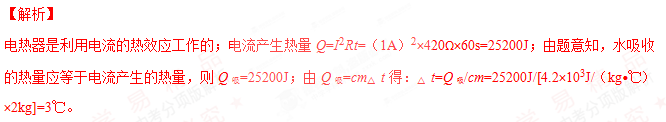 【解析】
电热器是利用电流的热效应工作的；电流产生热量 Q=I²Rt=（1A）²×420Ω×60s=25200J；由题意知，水吸收
的热量应等于电流产生的热量，则 Q吸=25200J；由 Q吸=cm△t 得：△t=Q吸/cm=25200J/[4.2×10³J/（kg•℃）
×2kg]=3℃。